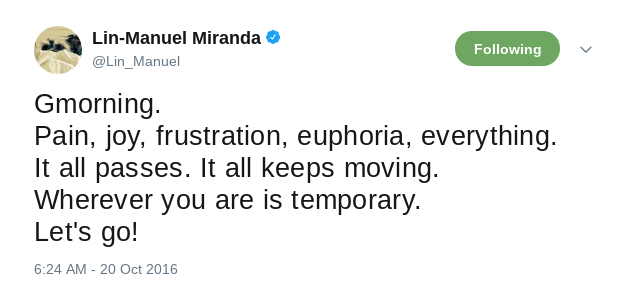 Lin-Manuel Miranda
@Lin_Manuel
Following
Gmorning.
Pain, joy, frustration, euphoria, everything.
It all passes. It all keeps moving.
Wherever you are is temporary.
Let's go!
6:24 AM - 20 Oct 2016